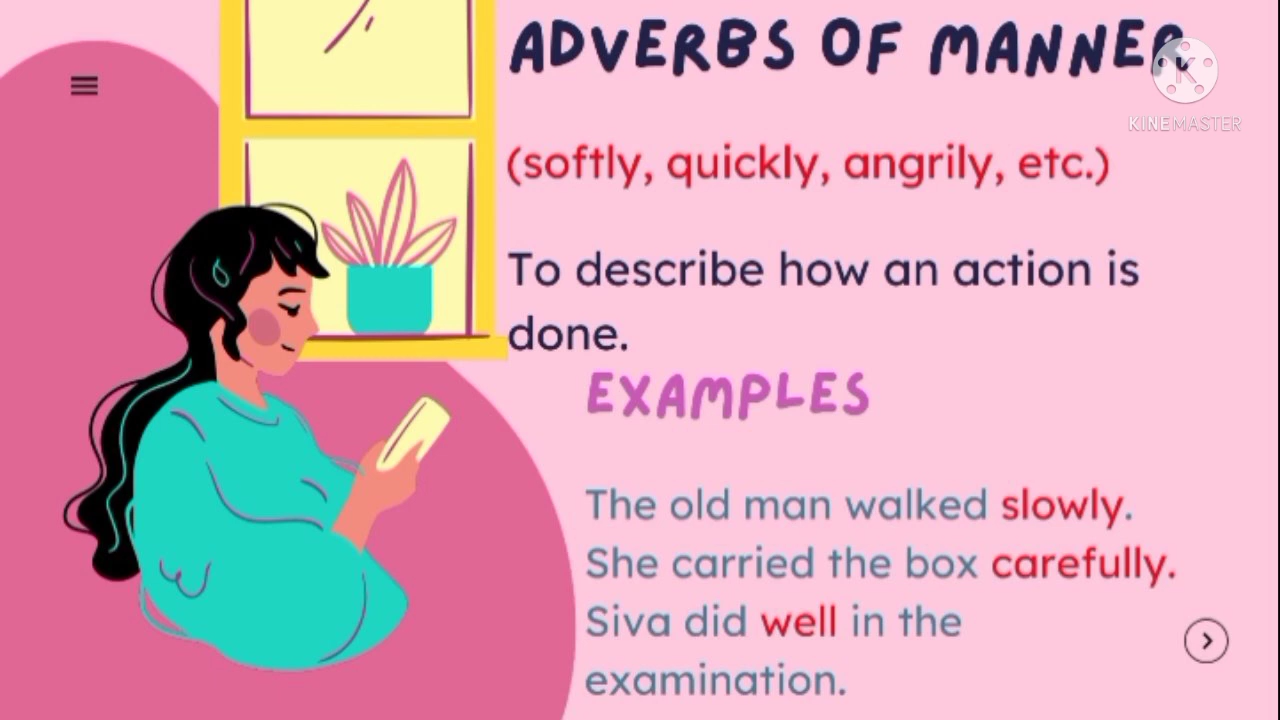 ADVERBS OF MANNER
K
KINEMASTER
(softly, quickly, angrily, etc.)
To describe how an action is
done.
EXAMPLES
The old man walked slowly.
She carried the box carefully.
Siva did well in the
examination.